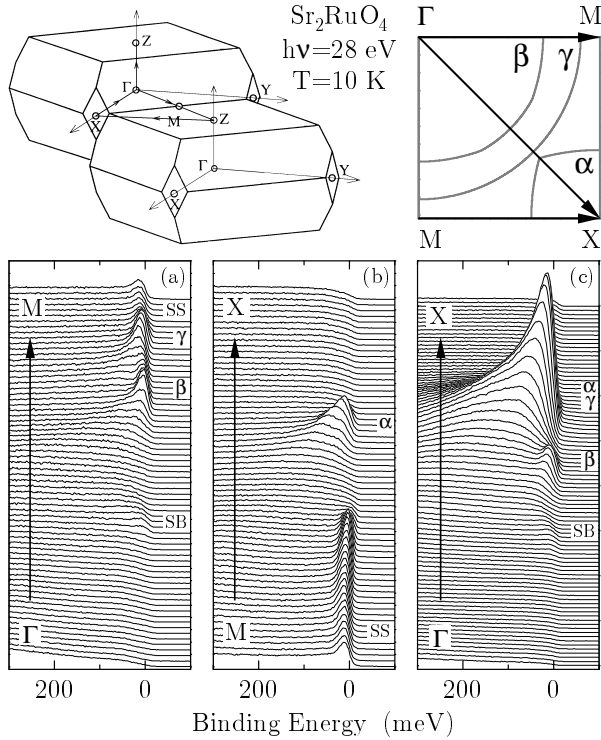 Sr₂RuO₄
hν=28 eV
T=10 K
Z
Γ
Y
X
M
Z
Γ
Y
X
Γ M
β γ
α
M X
(a)
M
SS
γ
β
SB
Γ
200 0
(b)
X
α
M
SS
200 0
(c)
X
α
γ
β
SB
Γ
200 0
Binding Energy (meV)